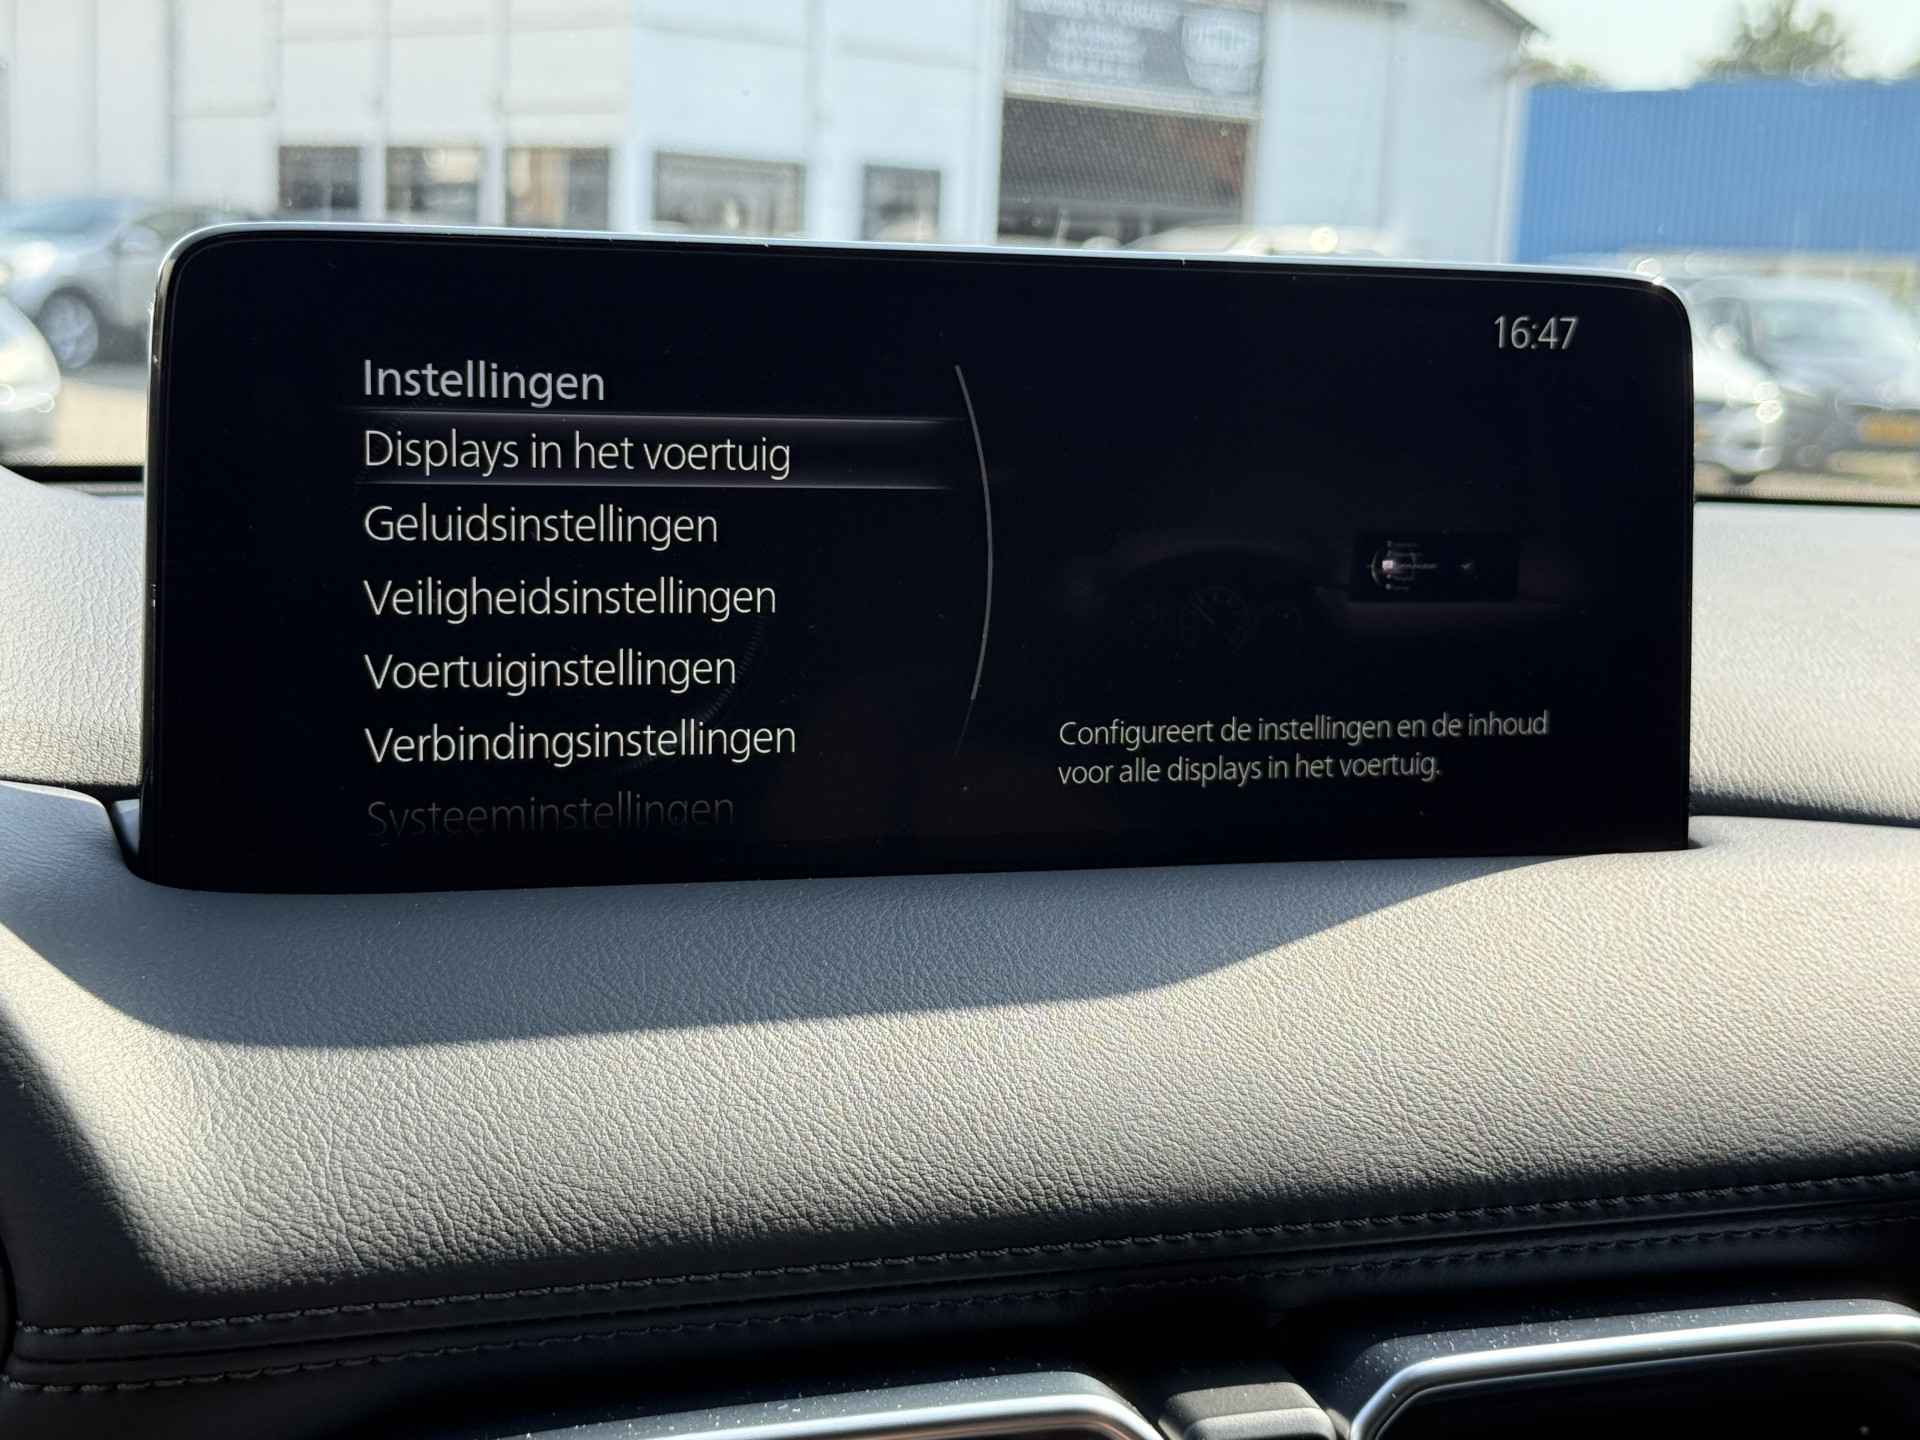 16:47
Instellingen
Displays in het voertuig
Geluidsinstellingen
Veiligheidsinstellingen
Voertuiginstellingen
Verbindingsinstellingen
Systeeminstellingen
Configureert de instellingen en de inhoud
voor alle displays in het voertuig.